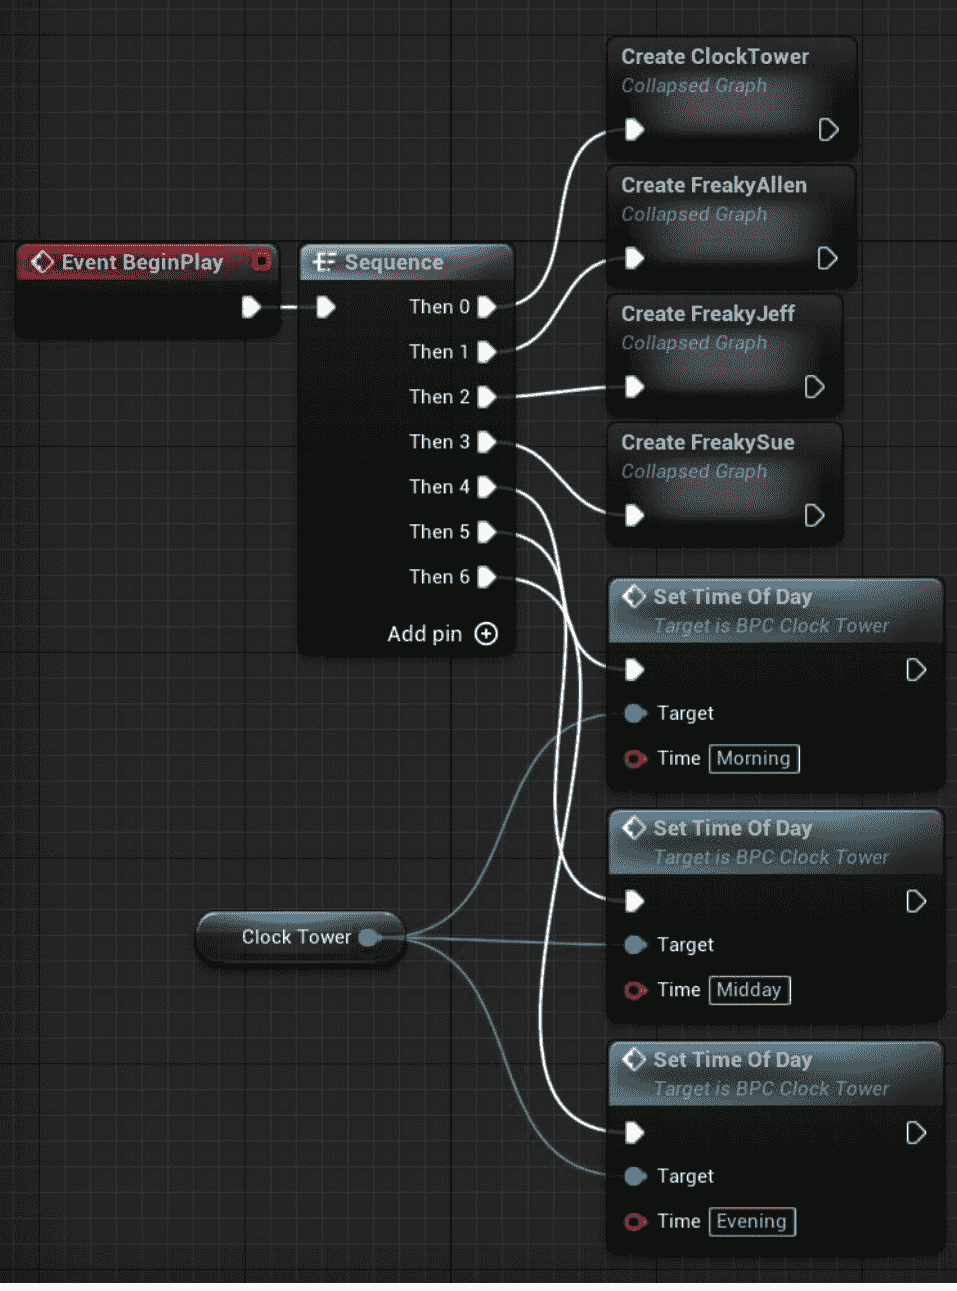 Event BeginPlay
Sequence
Then 0
Then 1
Then 2
Then 3
Then 4
Then 5
Then 6
Add pin
Create ClockTower
Collapsed Graph
Create FreakyAllen
Collapsed Graph
Create FreakyJeff
Collapsed Graph
Create FreakySue
Collapsed Graph
Set Time Of Day
Target is BPC Clock Tower
Target
Time Morning
Set Time Of Day
Target is BPC Clock Tower
Target
Time Midday
Clock Tower
Set Time Of Day
Target is BPC Clock Tower
Target
Time Evening